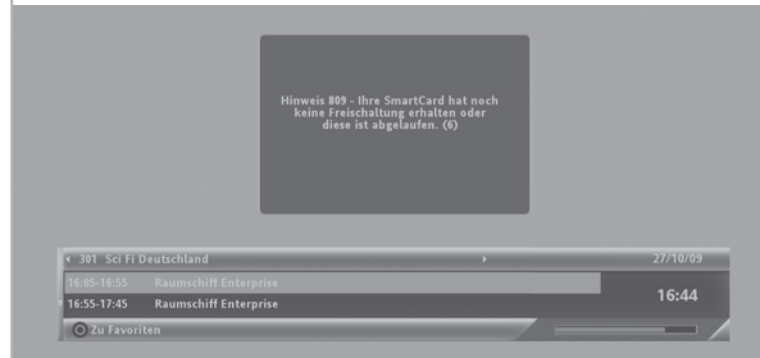 Hinweis 809 - Ihre SmartCard hat noch
keine Freischaltung erhalten oder
diese ist abgelaufen. (6)
301 Sci Fi Deutschland 27/10/09
16:05-16:55 Raumschiff Enterprise
16:55-17:45 Raumschiff Enterprise 16:44
Zu Favoriten